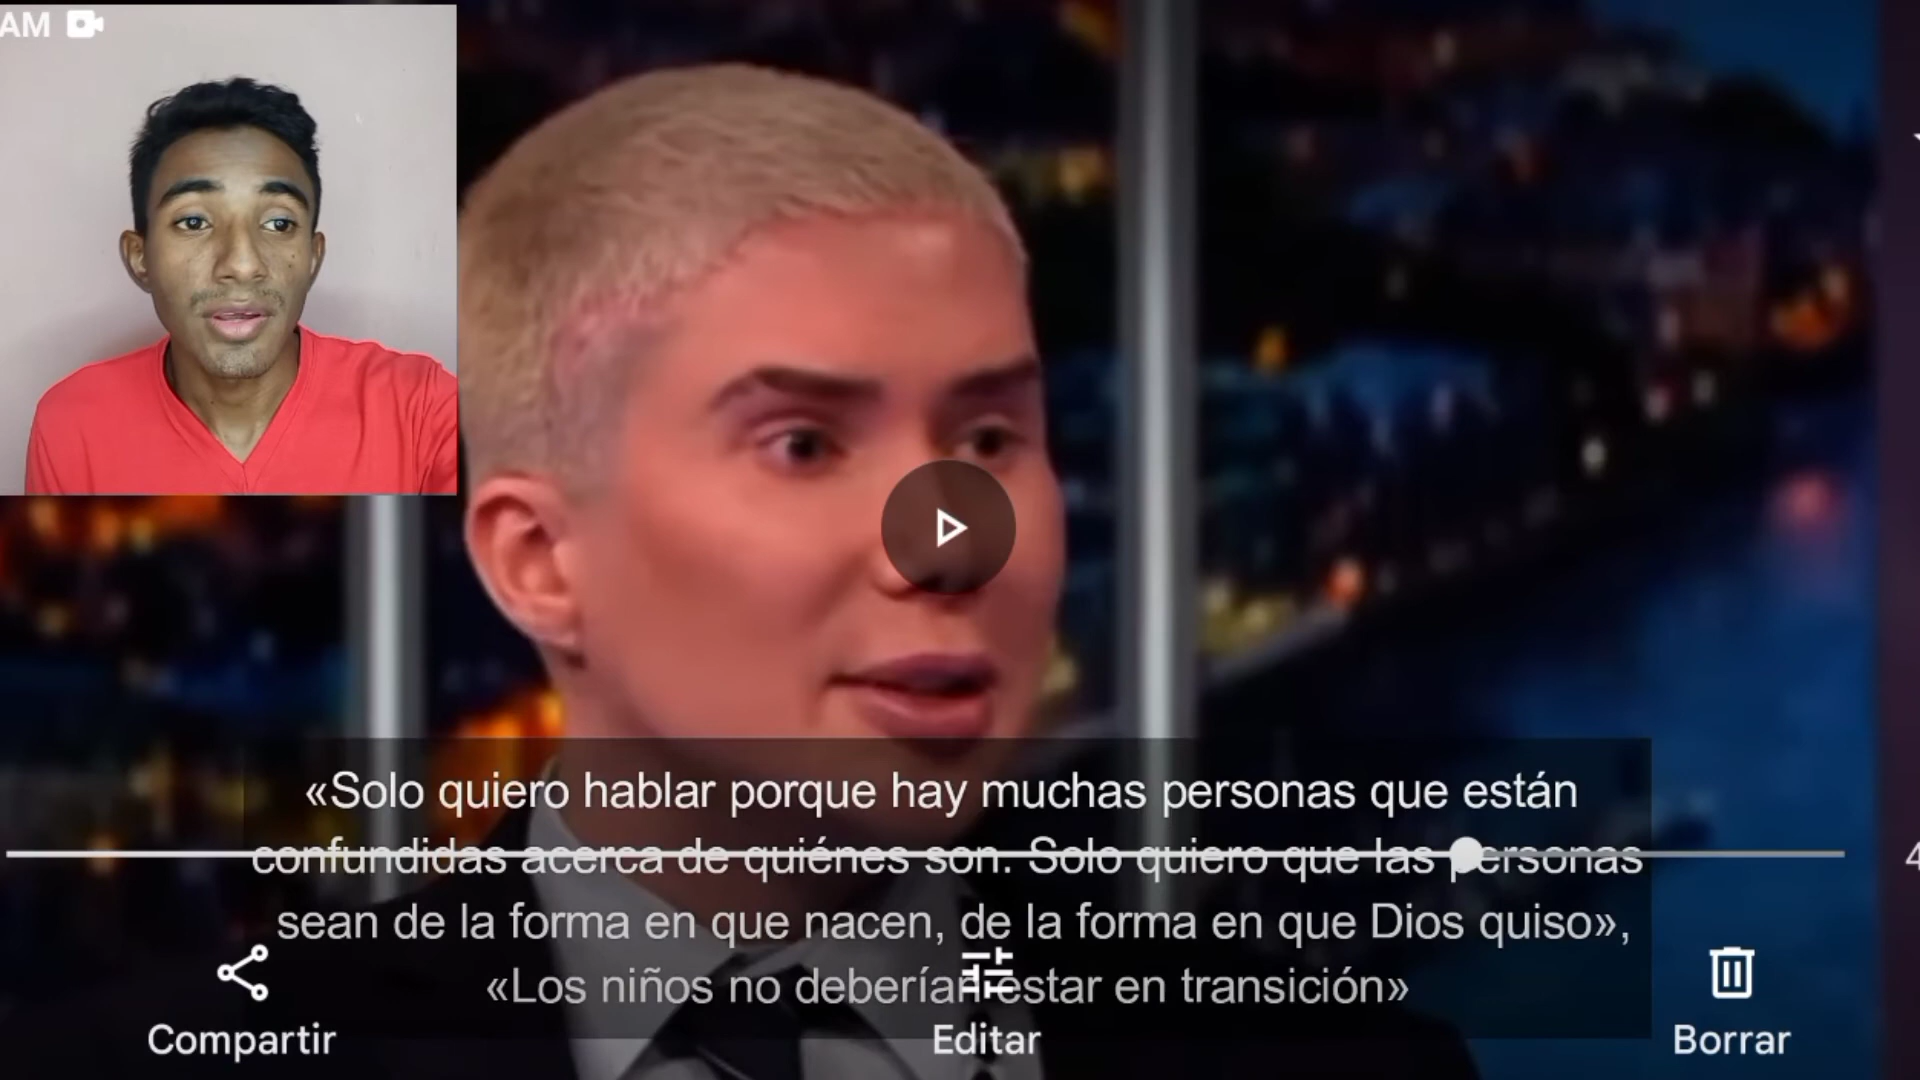 AM
«Solo quiero hablar porque hay muchas personas que están
confundidas acerca de quiénes son. Solo quiero que las personas
sean de la forma en que nacen, de la forma en que Dios quiso»,
«Los niños no deberían estar en transición»
4
Compartir
Editar
Borrar